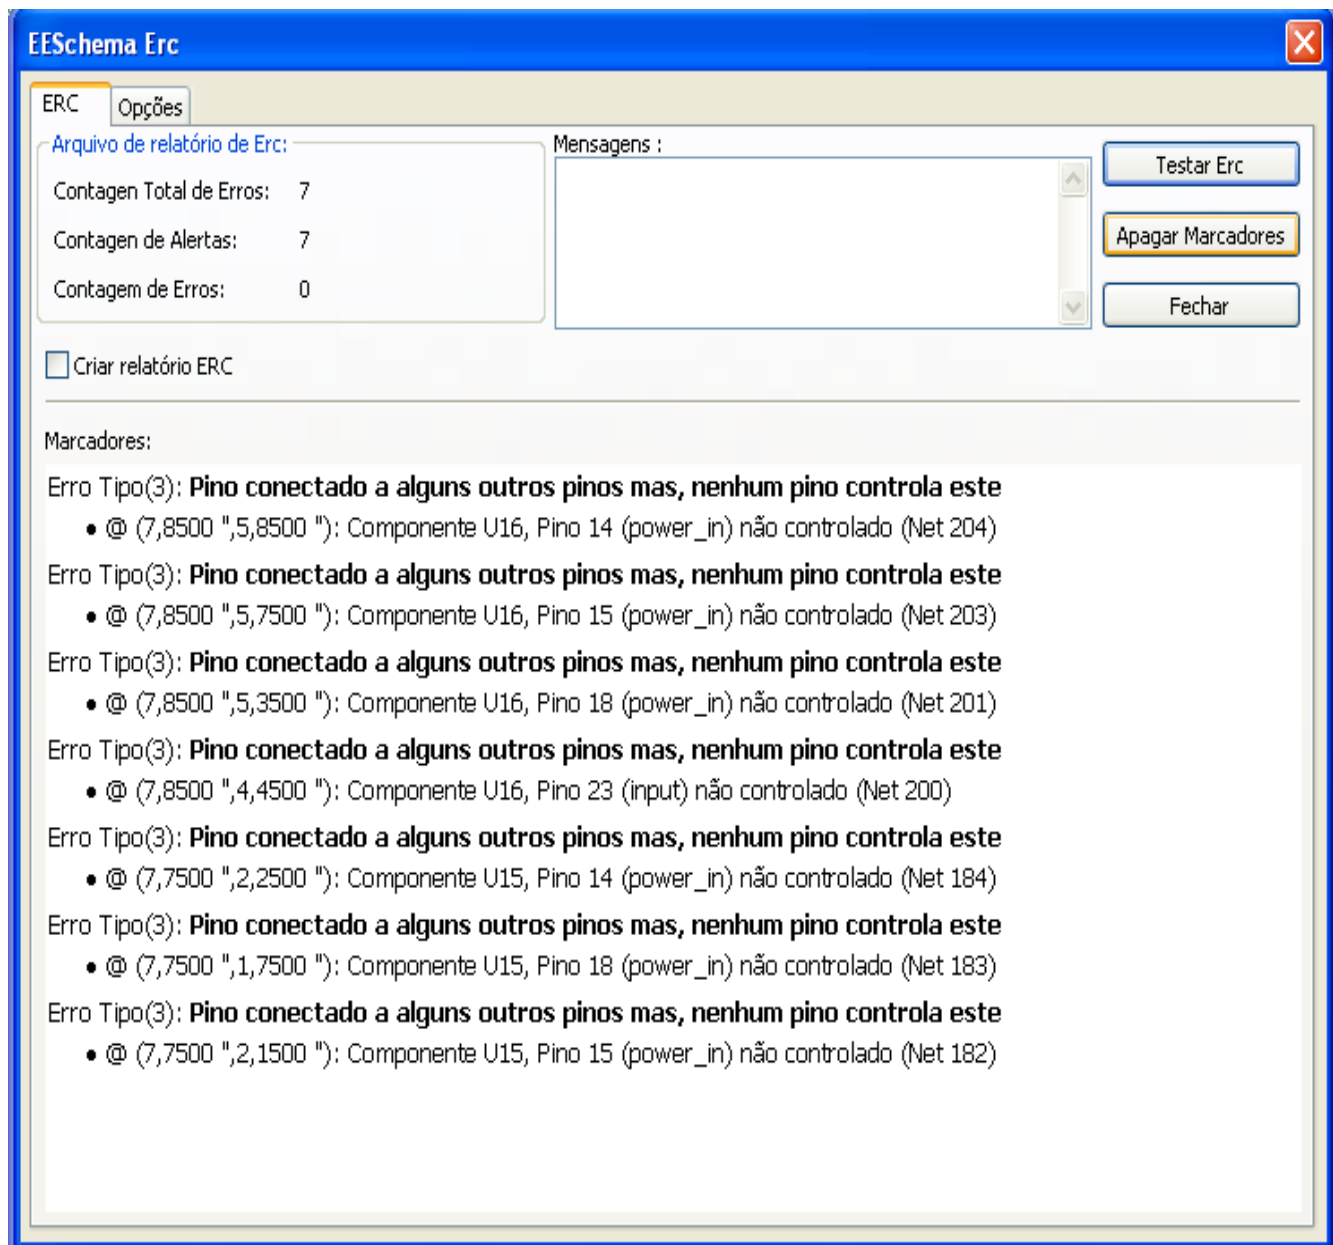 EESchema Erc
ERC
Opções
Arquivo de relatório de Erc:
Contagen Total de Erros: 7
Contagen de Alertas: 7
Contagem de Erros: 0
Mensagens :
Testar Erc
Apagar Marcadores
Fechar
Criar relatório ERC
Marcadores:
Erro Tipo(3): Pino conectado a alguns outros pinos mas, nenhum pino controla este
• @ (7,8500 ",5,8500 "): Componente U16, Pino 14 (power_in) não controlado (Net 204)
Erro Tipo(3): Pino conectado a alguns outros pinos mas, nenhum pino controla este
• @ (7,8500 ",5,7500 "): Componente U16, Pino 15 (power_in) não controlado (Net 203)
Erro Tipo(3): Pino conectado a alguns outros pinos mas, nenhum pino controla este
• @ (7,8500 ",5,3500 "): Componente U16, Pino 18 (power_in) não controlado (Net 201)
Erro Tipo(3): Pino conectado a alguns outros pinos mas, nenhum pino controla este
• @ (7,8500 ",4,4500 "): Componente U16, Pino 23 (input) não controlado (Net 200)
Erro Tipo(3): Pino conectado a alguns outros pinos mas, nenhum pino controla este
• @ (7,7500 ",2,2500 "): Componente U15, Pino 14 (power_in) não controlado (Net 184)
Erro Tipo(3): Pino conectado a alguns outros pinos mas, nenhum pino controla este
• @ (7,7500 ",1,7500 "): Componente U15, Pino 18 (power_in) não controlado (Net 183)
Erro Tipo(3): Pino conectado a alguns outros pinos mas, nenhum pino controla este
• @ (7,7500 ",2,1500 "): Componente U15, Pino 15 (power_in) não controlado (Net 182)